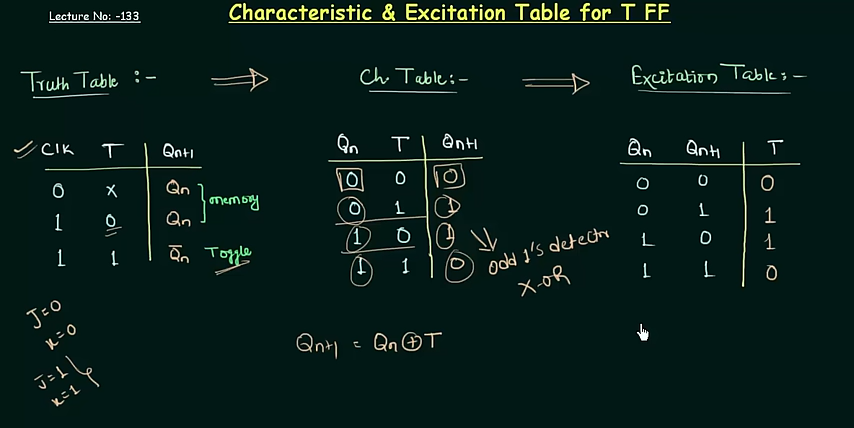 Lecture No: -133
Characteristic & Excitation Table for T FF
Truth Table :-
Ch. Table:-
Excitation Table:-
Clk T Qn+1
0 x Qn
1 0 Qn
memory
1 1 Q̅n Toggle
Qn T Qn+1
0 0 0
0 1 1
1 0 1
1 1 0
odd 1's detectr
X-OR
Qn Qn+1 T
0 0 0
0 1 1
1 0 1
1 1 0
J=0
K=0
J=1
K=1
Qn+1 = Qn ⊕ T